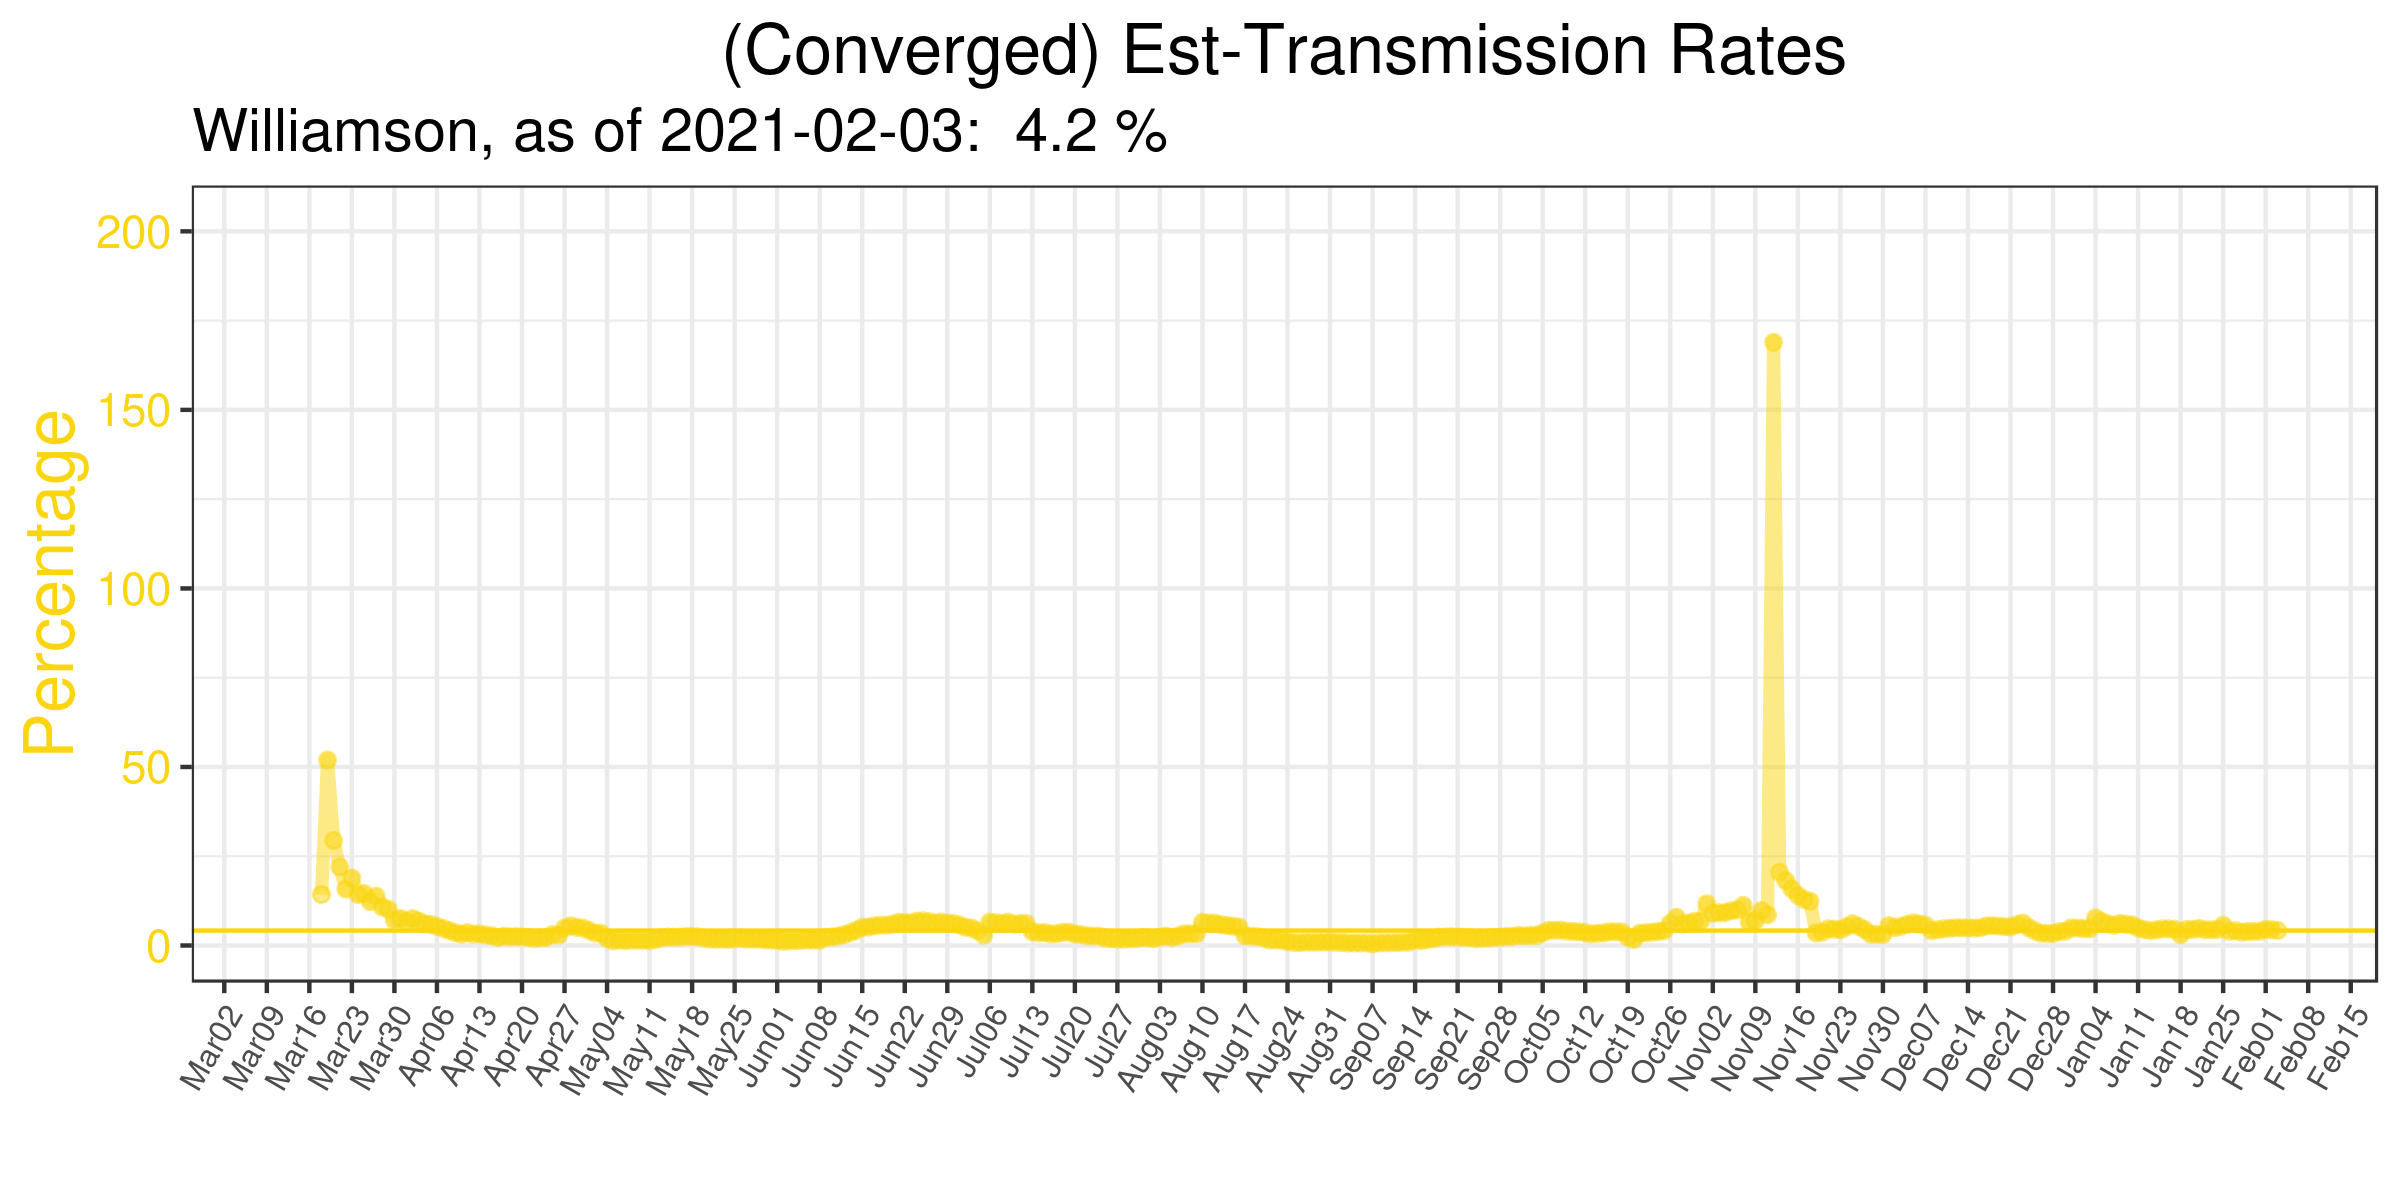 (Converged) Est-Transmission Rates
Williamson, as of 2021-02-03:  4.2 %
Percentage
200
150
100
50
0
Mar02
Mar09
Mar16
Mar23
Mar30
Apr06
Apr13
Apr20
Apr27
May04
May11
May18
May25
Jun01
Jun08
Jun15
Jun22
Jun29
Jul06
Jul13
Jul20
Jul27
Aug03
Aug10
Aug17
Aug24
Aug31
Sep07
Sep14
Sep21
Sep28
Oct05
Oct12
Oct19
Oct26
Nov02
Nov09
Nov16
Nov23
Nov30
Dec07
Dec14
Dec21
Dec28
Jan04
Jan11
Jan18
Jan25
Feb01
Feb08
Feb15